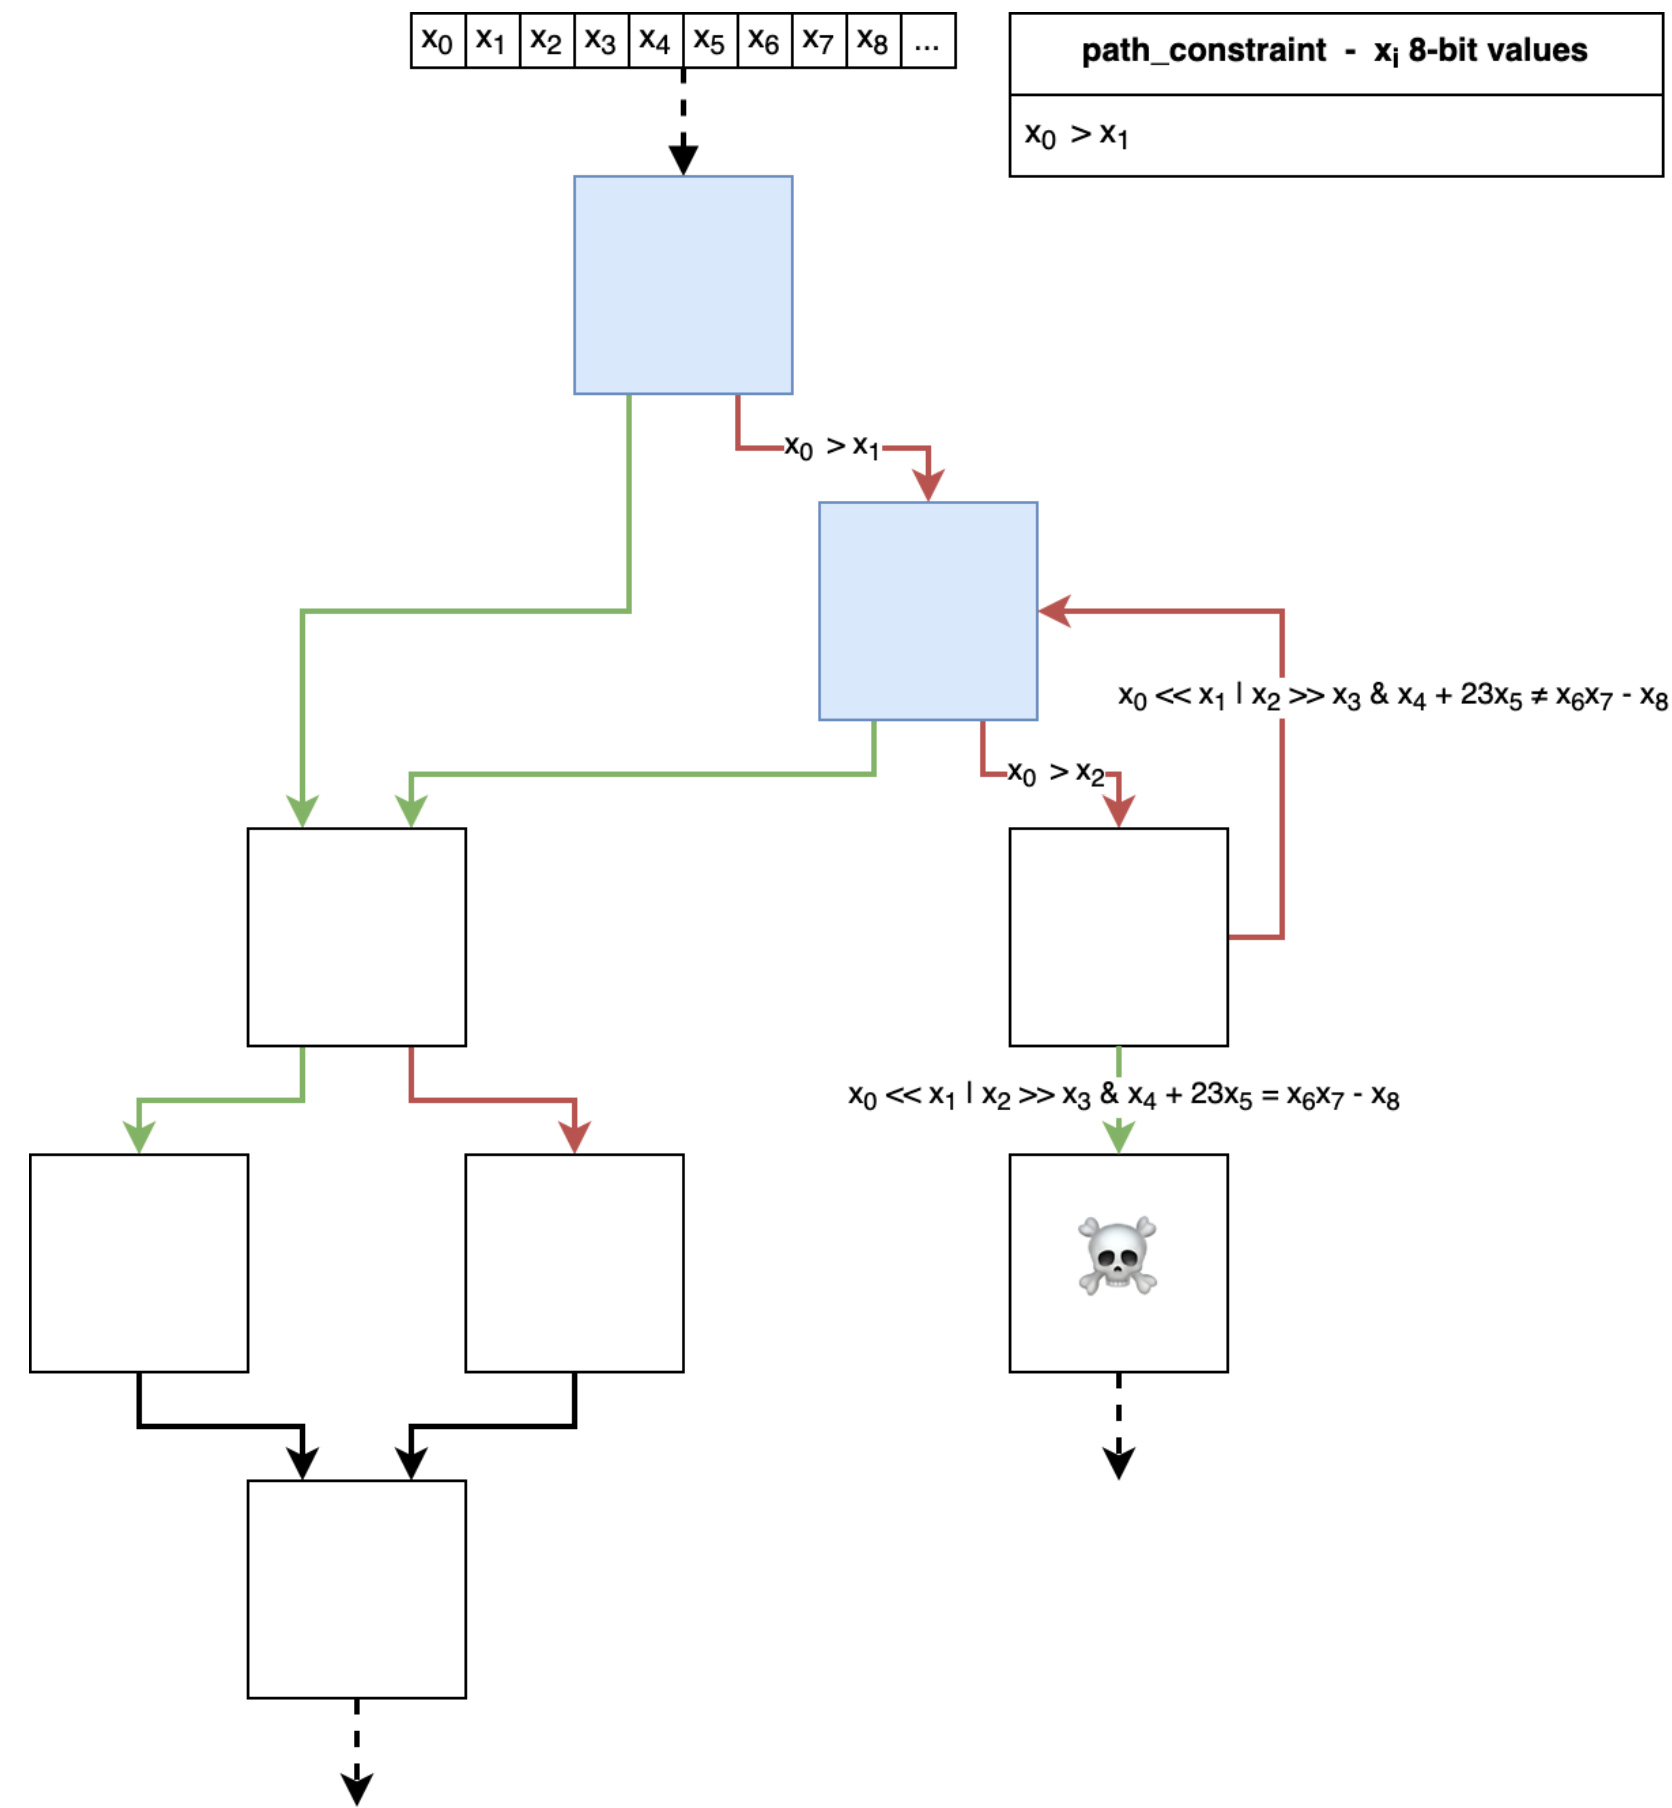 x₀ x₁ x₂ x₃ x₄ x₅ x₆ x₇ x₈ ...
path_constraint - xᵢ 8-bit values
x₀ > x₁
x₀ > x₁
x₀ << x₁ | x₂ >> x₃ & x₄ + 23x₅ ≠ x₆x₇ - x₈
x₀ > x₂
x₀ << x₁ | x₂ >> x₃ & x₄ + 23x₅ = x₆x₇ - x₈